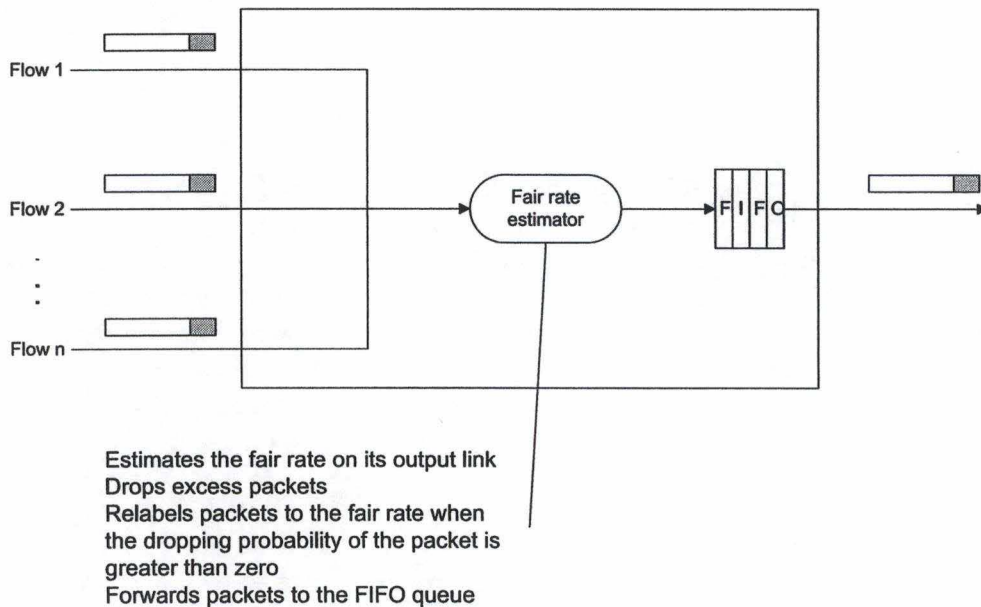 Flow 1
Flow 2
Flow n
Fair rate
estimator
FIFO
Estimates the fair rate on its output link
Drops excess packets
Relabels packets to the fair rate when
the dropping probability of the packet is
greater than zero
Forwards packets to the FIFO queue